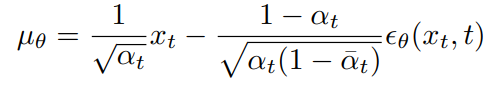 μ_θ = \frac{1}{\sqrt{α_t}} x_t − \frac{1 − α_t}{\sqrt{α_t(1 − \bar{α}_t)}} ϵ_θ(x_t, t)